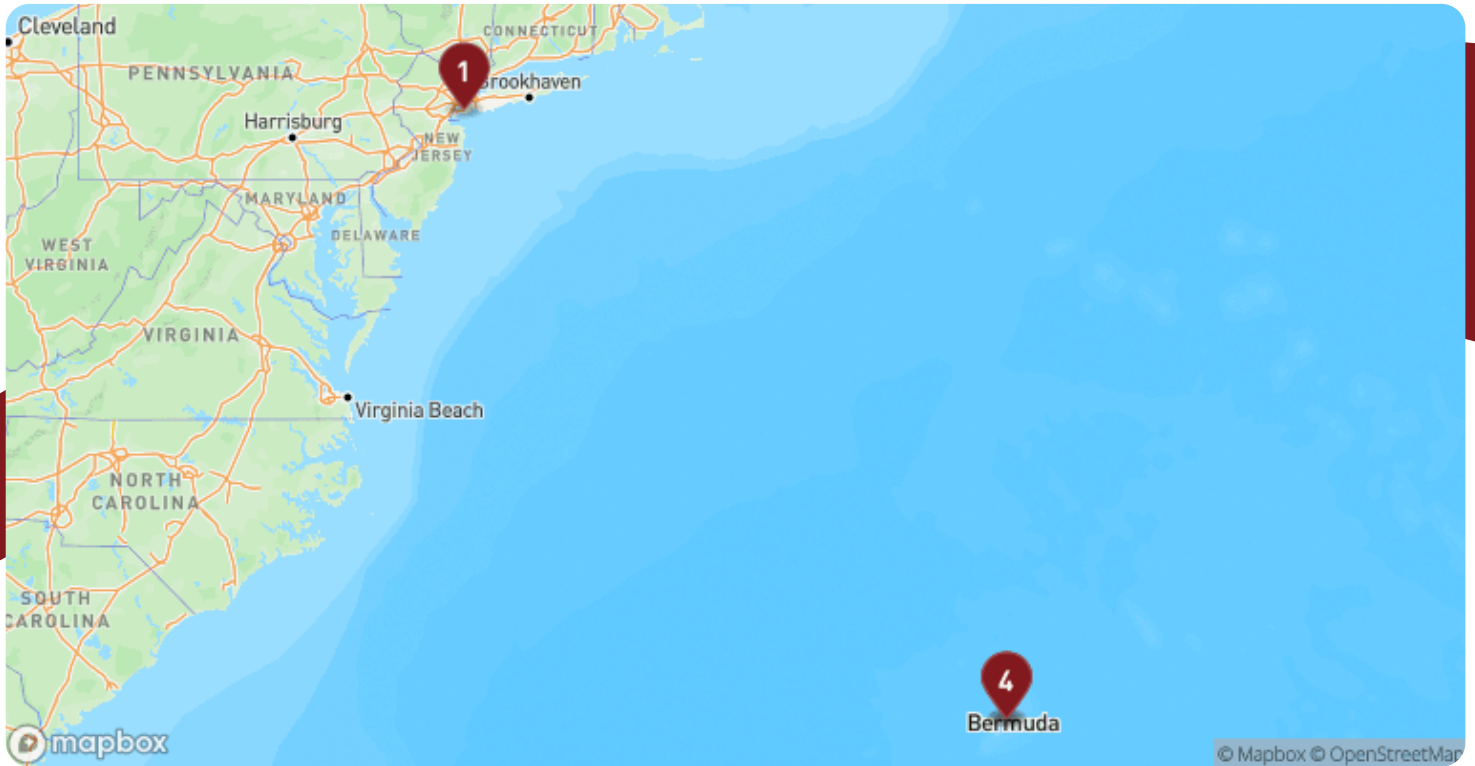 Cleveland
CONNECTICUT
PENNSYLVANIA
1
Brookhaven
Harrisburg
NEW
JERSEY
MARYLAND
DELAWARE
WEST
VIRGINIA
VIRGINIA
Virginia Beach
NORTH
CAROLINA
SOUTH
CAROLINA
4
Bermuda
mapbox
© Mapbox © OpenStreetMap